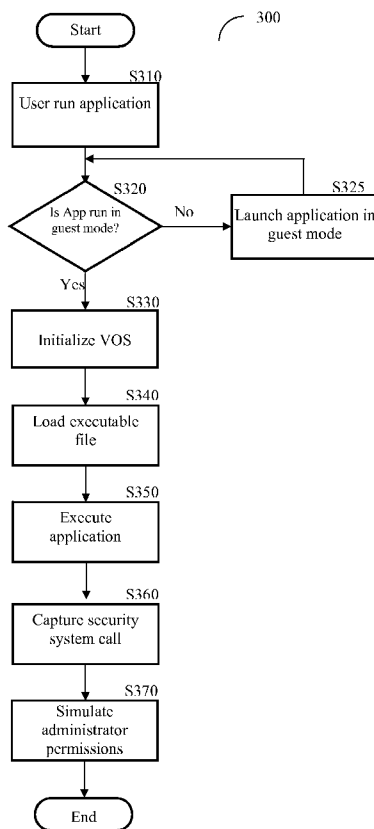 Start
300
S310
User run application
S320
Is App run in
guest mode?
No
S325
Launch application in
guest mode
Yes
S330
Initialize VOS
S340
Load executable
file
S350
Execute
application
S360
Capture security
system call
S370
Simulate
administrator
permissions
End